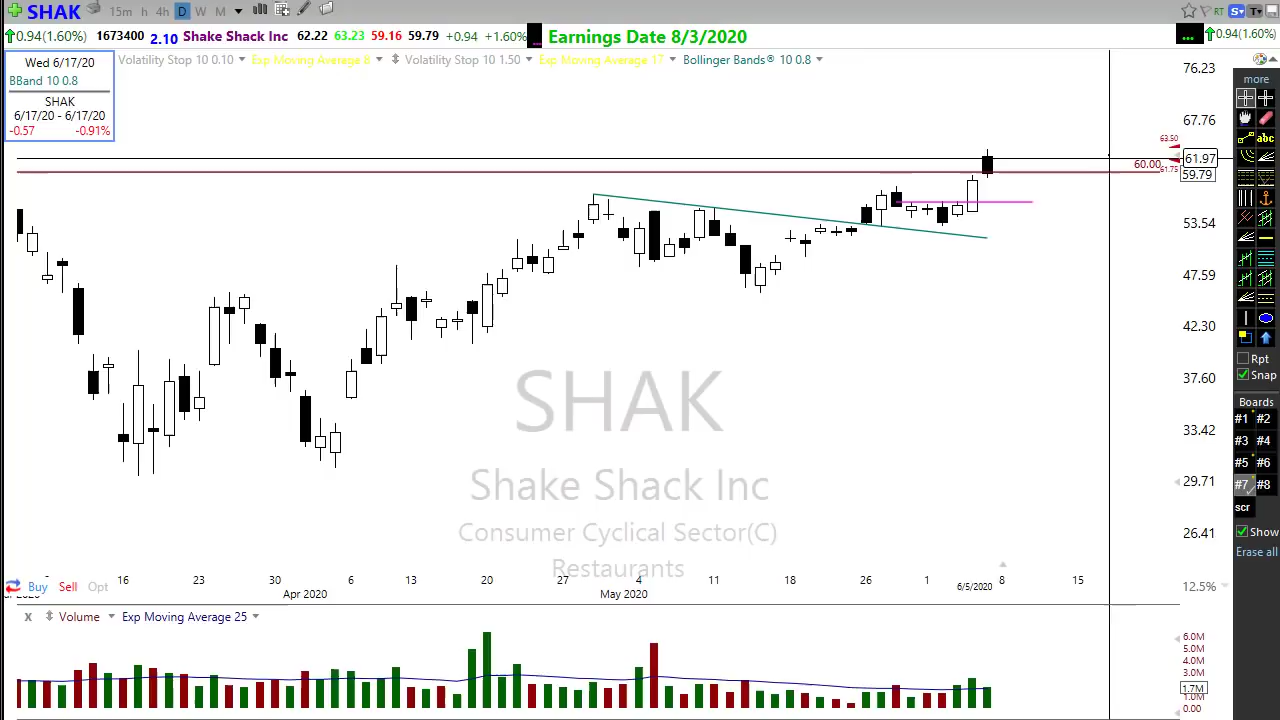 SHAK 15m h 4h D W M
0.94(1.60%) 1673400 2.10 Shake Shack Inc 62.22 63.23 59.16 59.79 +0.94 +1.60% Earnings Date 8/3/2020 ... 0.94(1.60%)
RT S T
Wed 6/17/20
BBand 10 0.8
SHAK
6/17/20 - 6/17/20
-0.57 -0.91%
Volatility Stop 10 0.10 Exp Moving Average 8 Volatility Stop 10 1.50 Exp Moving Average 17 Bollinger Bands® 10 0.8
76.23
67.76
63.50
61.97
60.00
61.75
59.79
53.54
47.59
42.30
37.60
33.42
29.71
26.41
12.5%
SHAK
Shake Shack Inc
Consumer Cyclical Sector(C)
Restaurants
16 23 30 6 13 20 27 4 11 18 26 1 6/5/2020 8 15
Apr 2020 May 2020
Buy Sell Opt
X Volume Exp Moving Average 25
6.0M
5.0M
4.0M
3.0M
1.7M
1.0M
0.00
more
abc
Rpt
Snap
Boards
#1 #2
#3 #4
#5 #6
#7 #8
scr
Show
Erase all